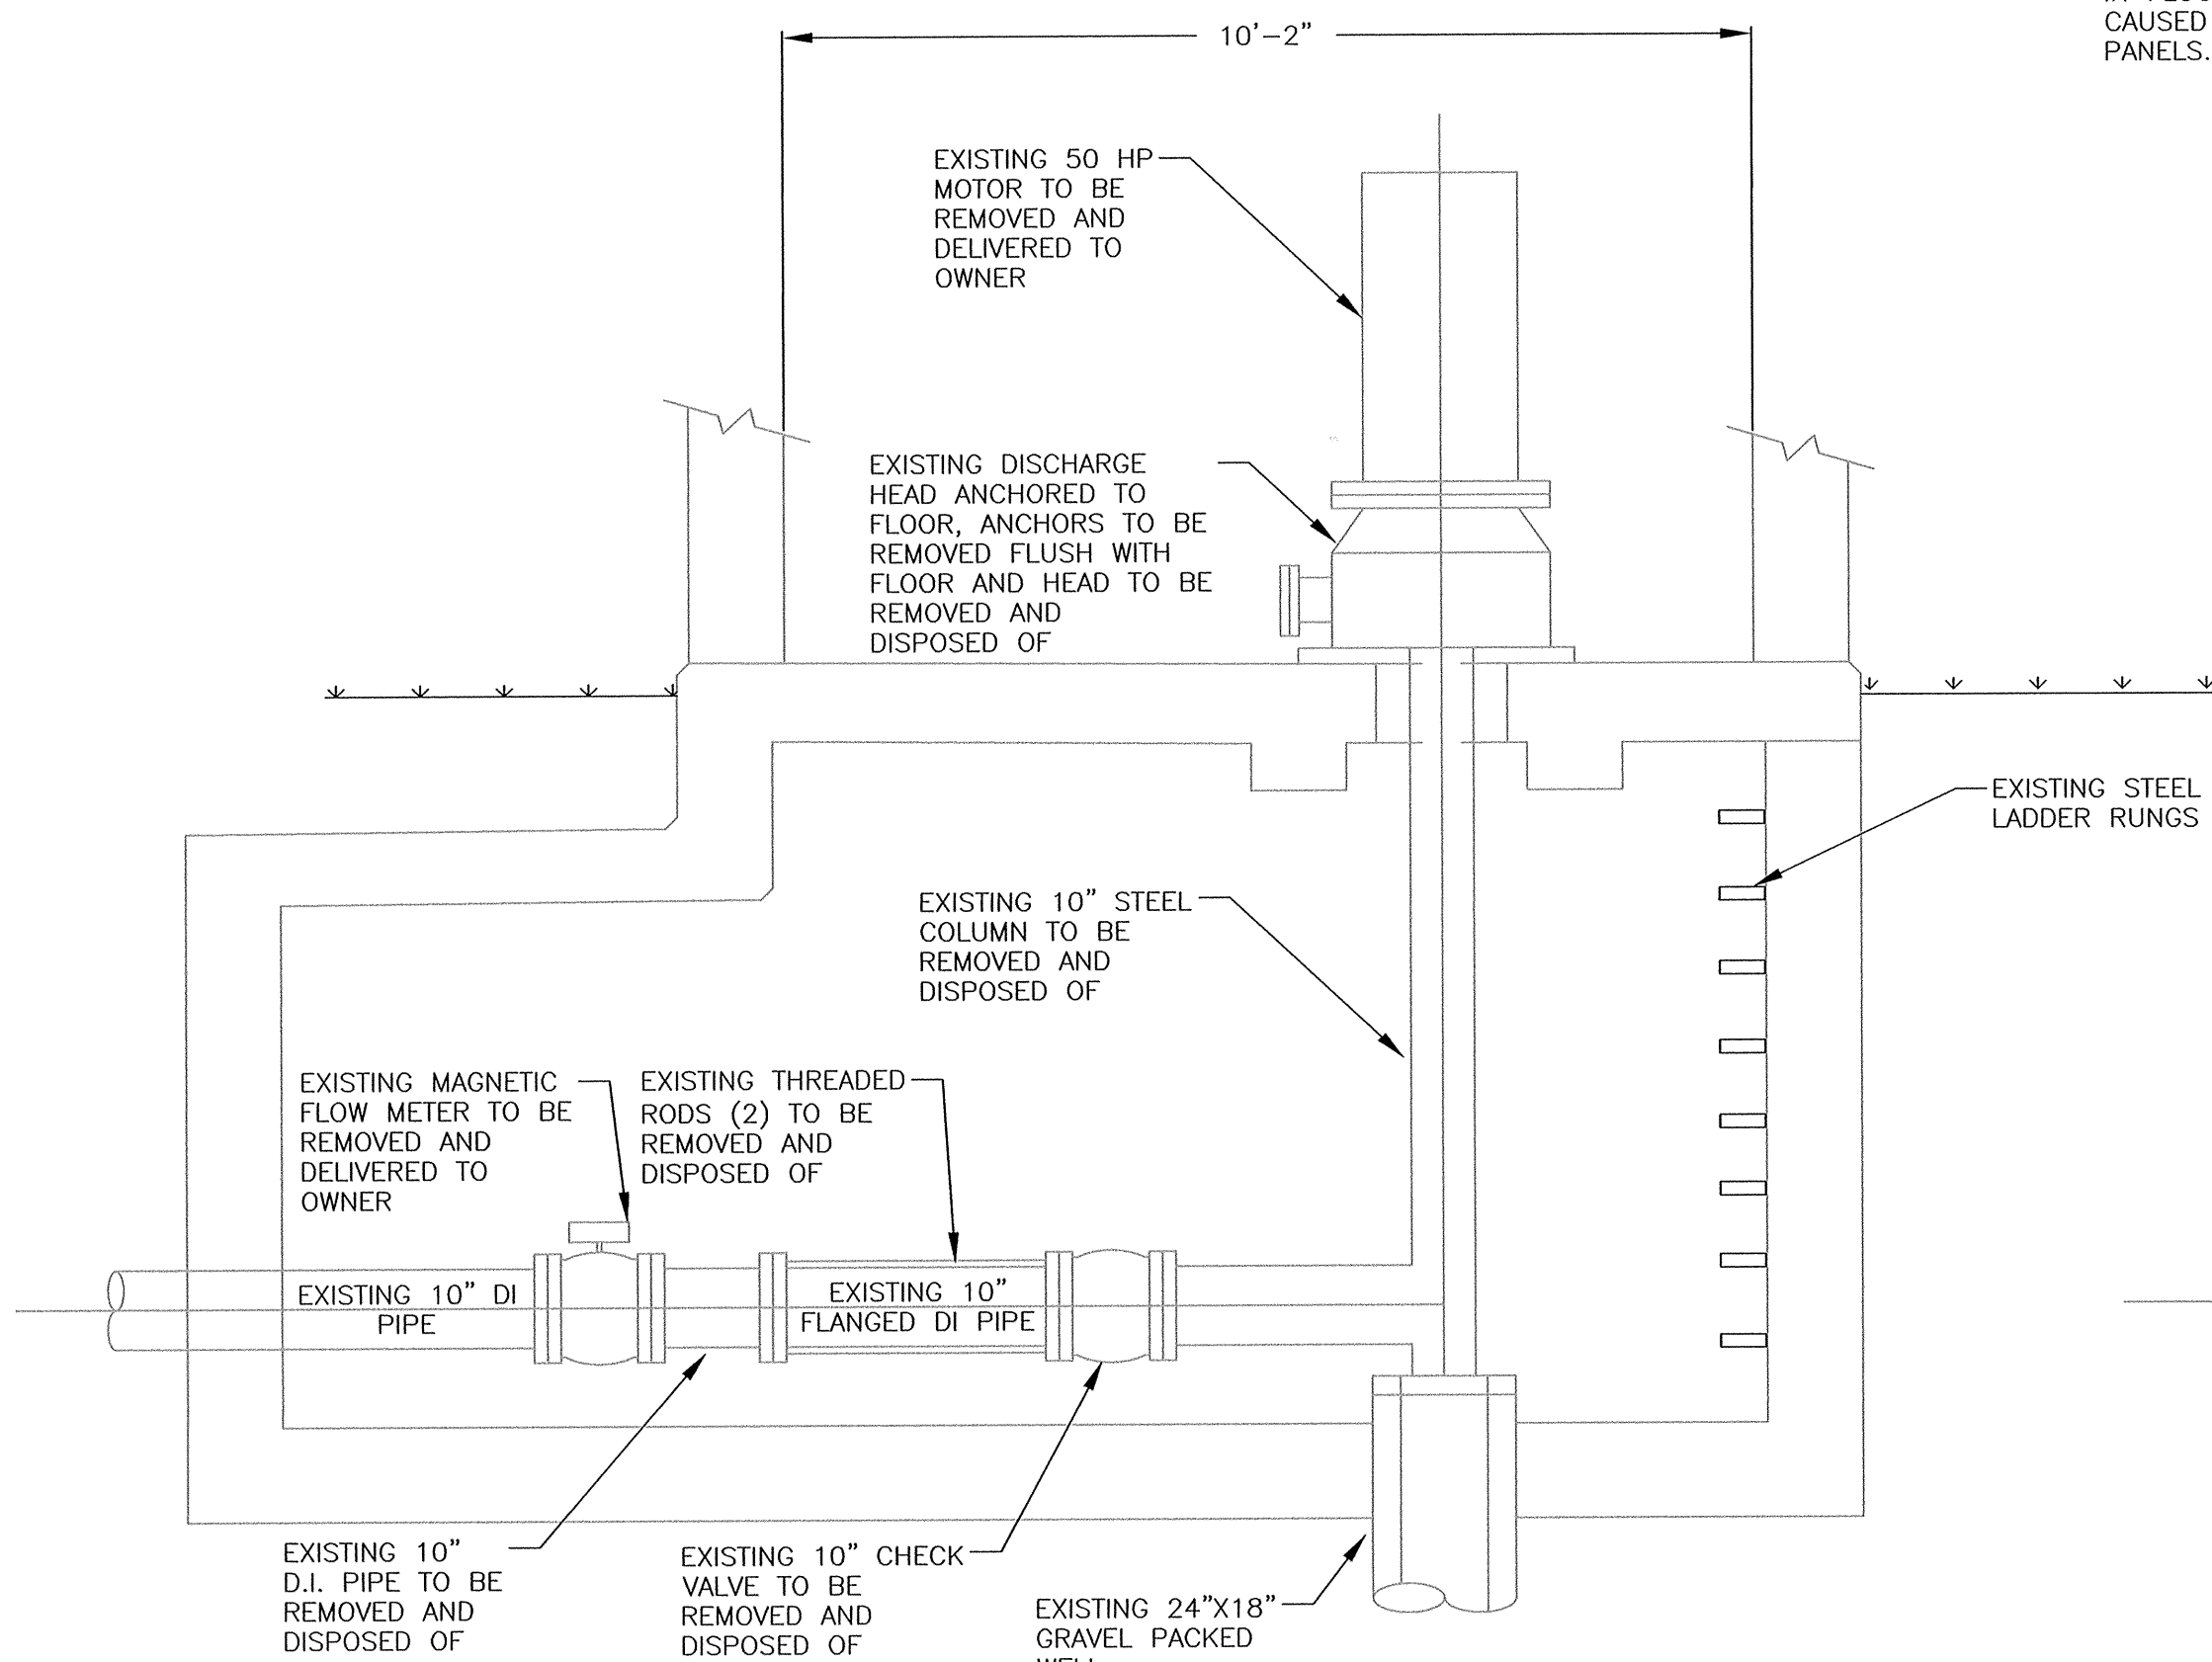 CAUSED
PANELS.
10'-2"
EXISTING 50 HP
MOTOR TO BE
REMOVED AND
DELIVERED TO
OWNER
EXISTING DISCHARGE
HEAD ANCHORED TO
FLOOR, ANCHORS TO BE
REMOVED FLUSH WITH
FLOOR AND HEAD TO BE
REMOVED AND
DISPOSED OF
EXISTING STEEL
LADDER RUNGS
EXISTING 10" STEEL
COLUMN TO BE
REMOVED AND
DISPOSED OF
EXISTING MAGNETIC
FLOW METER TO BE
REMOVED AND
DELIVERED TO
OWNER
EXISTING THREADED
RODS (2) TO BE
REMOVED AND
DISPOSED OF
EXISTING 10" DI
PIPE
EXISTING 10"
FLANGED DI PIPE
EXISTING 10"
D.I. PIPE TO BE
REMOVED AND
DISPOSED OF
EXISTING 10" CHECK
VALVE TO BE
REMOVED AND
DISPOSED OF
EXISTING 24"X18"
GRAVEL PACKED